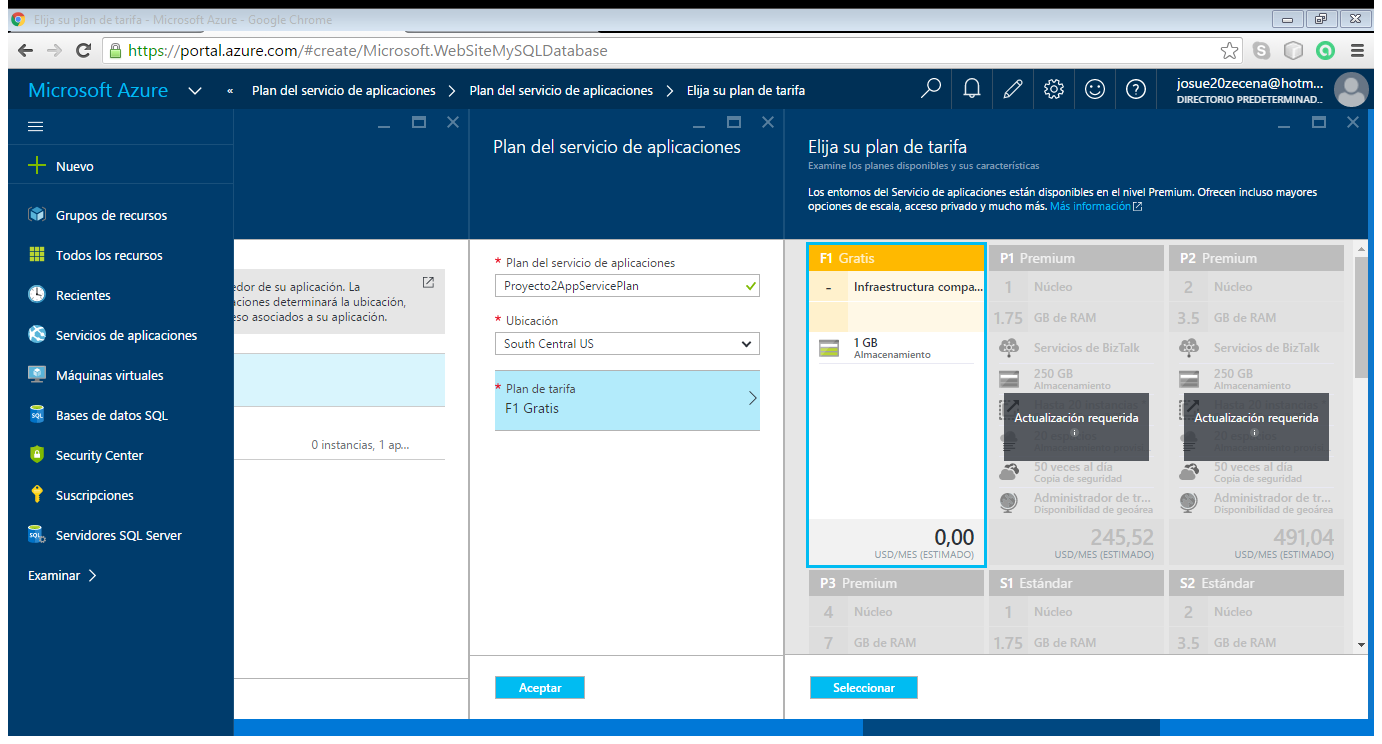 Elija su plan de tarifa - Microsoft Azure - Google Chrome
https://portal.azure.com/#create/Microsoft.WebSiteMySQLDatabase
Microsoft Azure
« Plan del servicio de aplicaciones > Plan del servicio de aplicaciones > Elija su plan de tarifa
josue20zecena@hotm...
DIRECTORIO PREDETERMINAD...
Nuevo
Grupos de recursos
Todos los recursos
Recientes
Servicios de aplicaciones
Máquinas virtuales
Bases de datos SQL
Security Center
Suscripciones
Servidores SQL Server
Examinar >
edor de su aplicación. La
aciones determinará la ubicación,
eso asociados a su aplicación.
0 instancias, 1 ap...
Plan del servicio de aplicaciones
* Plan del servicio de aplicaciones
Proyecto2AppServicePlan
* Ubicación
South Central US
* Plan de tarifa
F1 Gratis
Aceptar
Elija su plan de tarifa
Examine los planes disponibles y sus características
Los entornos del Servicio de aplicaciones están disponibles en el nivel Premium. Ofrecen incluso mayores
opciones de escala, acceso privado y mucho más. Más información
F1 Gratis
- Infraestructura compa...
1 GB
Almacenamiento
0,00
USD/MES (ESTIMADO)
P1 Premium
1 Núcleo
1.75 GB de RAM
Servicios de BizTalk
250 GB
Almacenamiento
Hasta 20 instancias *
Actualización requerida
20 espacios
50 veces al día
Copia de seguridad
Administrador de tr...
Disponibilidad de geoárea
245,52
USD/MES (ESTIMADO)
P2 Premium
2 Núcleo
3.5 GB de RAM
Servicios de BizTalk
250 GB
Almacenamiento
Hasta 20 instancias *
Actualización requerida
20 espacios
50 veces al día
Copia de seguridad
Administrador de tr...
Disponibilidad de geoárea
491,04
USD/MES (ESTIMADO)
P3 Premium
4 Núcleo
7 GB de RAM
S1 Estándar
1 Núcleo
1.75 GB de RAM
S2 Estándar
2 Núcleo
3.5 GB de RAM
Seleccionar